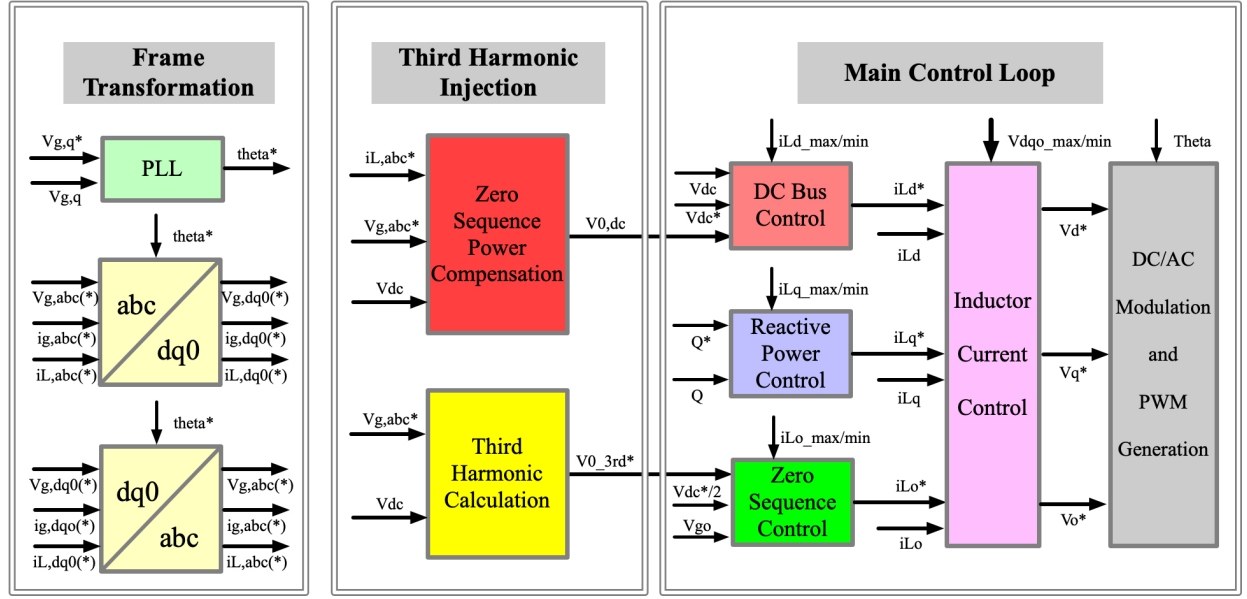 Frame
Transformation
Vg,q*
Vg,q
PLL
theta*
theta*
Vg,abc(*)
ig,abc(*)
iL,abc(*)
abc
dq0
Vg,dq0(*)
ig,dq0(*)
iL,dq0(*)
theta*
Vg,dq0(*)
ig,dqo(*)
iL,dq0(*)
dq0
abc
Vg,abc(*)
ig,abc(*)
iL,abc(*)
Third Harmonic
Injection
iL,abc*
Vg,abc*
Vdc
Zero
Sequence
Power
Compensation
V0,dc
Vg,abc*
Vdc
Third
Harmonic
Calculation
V0_3rd*
Main Control Loop
iLd_max/min
Vdc
Vdc*
DC Bus
Control
iLd*
iLd
iLq_max/min
Q*
Q
Reactive
Power
Control
iLq*
iLq
iLo_max/min
Vdc*/2
Vgo
Zero
Sequence
Control
iLo*
iLo
Vdqo_max/min
Inductor
Current
Control
Vd*
Vq*
Vo*
Theta
DC/AC
Modulation
and
PWM
Generation